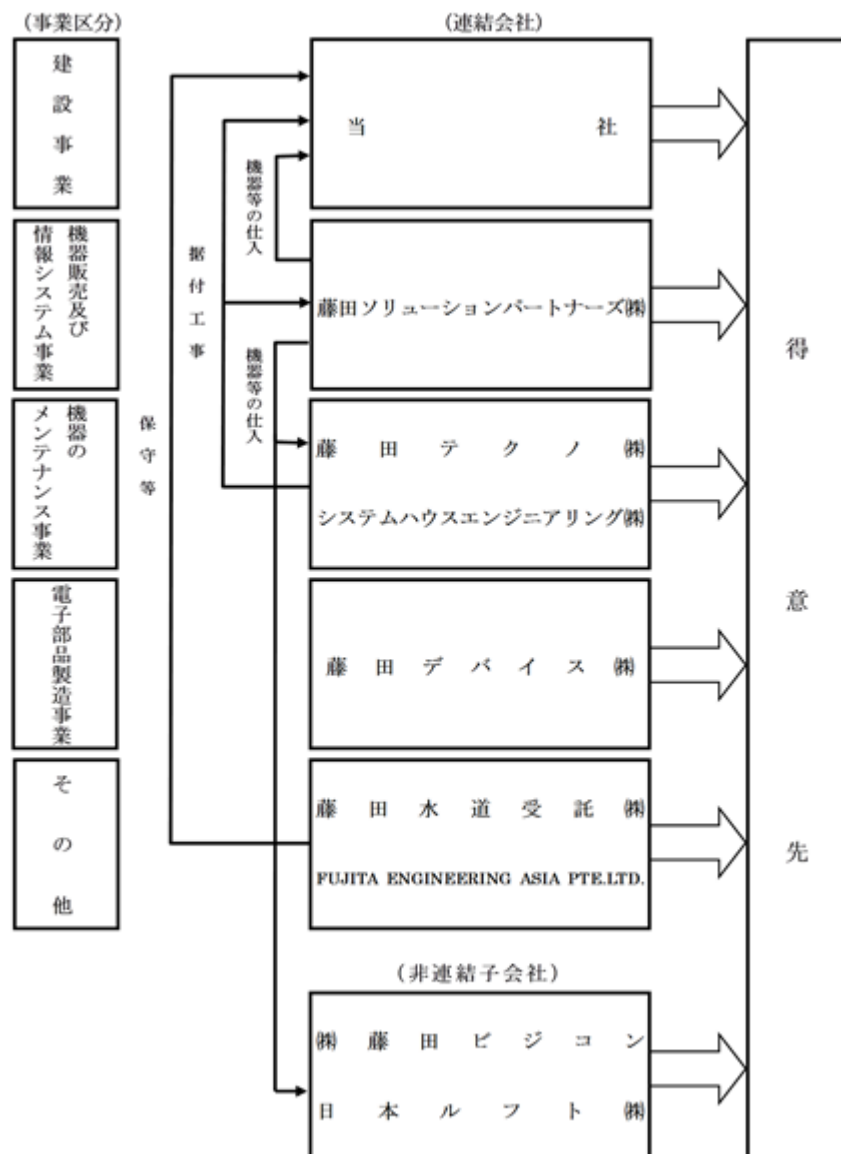 (事業区分)
(連結会社)
建設事業
当社
機器等の仕入
機器販売及び
情報システム事業
据付工事
藤田ソリューションパートナーズ㈱
機器等の仕入
機器の
メンテナンス事業
保守等
藤田テクノ㈱
システムハウスエンジニアリング㈱
電子部品製造事業
藤田デバイス㈱
その他
藤田水道受託㈱
FUJITA ENGINEERING ASIA PTE.LTD.
(非連結子会社)
㈱藤田ビジコン
日本ルフト㈱
得意先